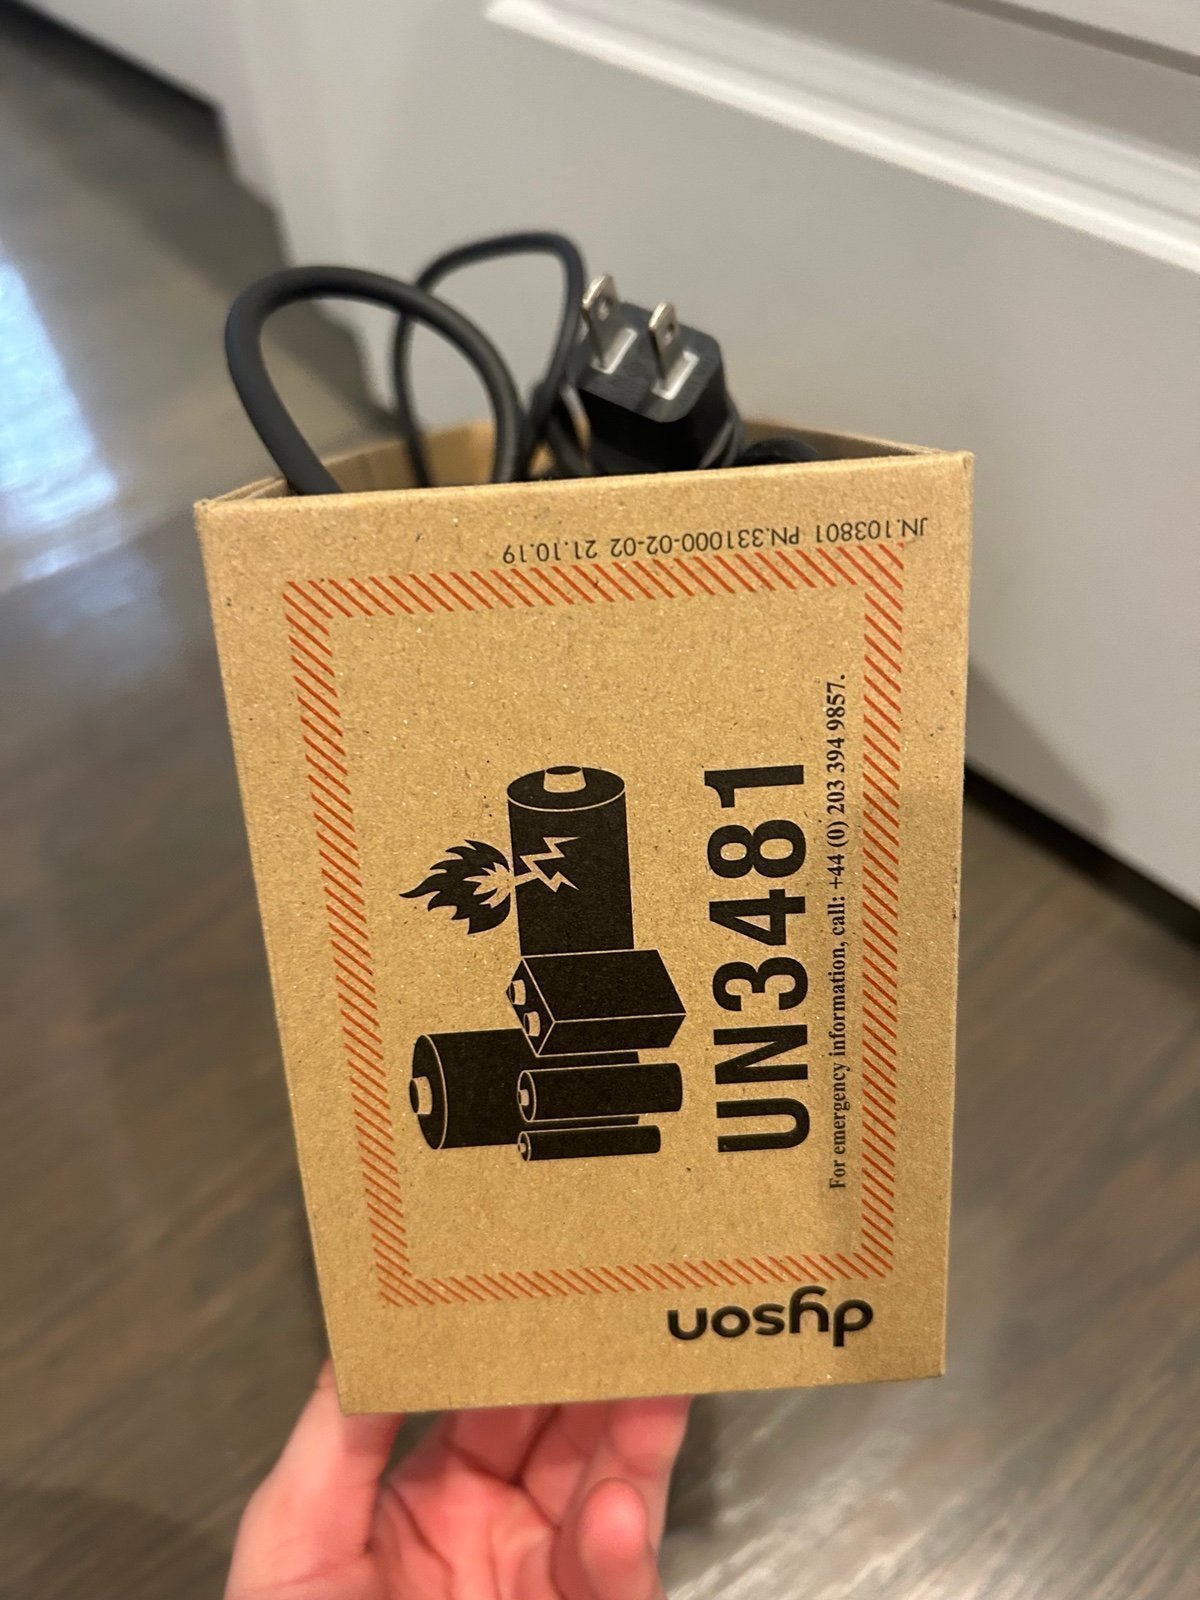 JN.103801 PN.331000-02-02 21.10.19
UN3481
For emergency information, call: +44 (0) 203 394 9857.
dyson